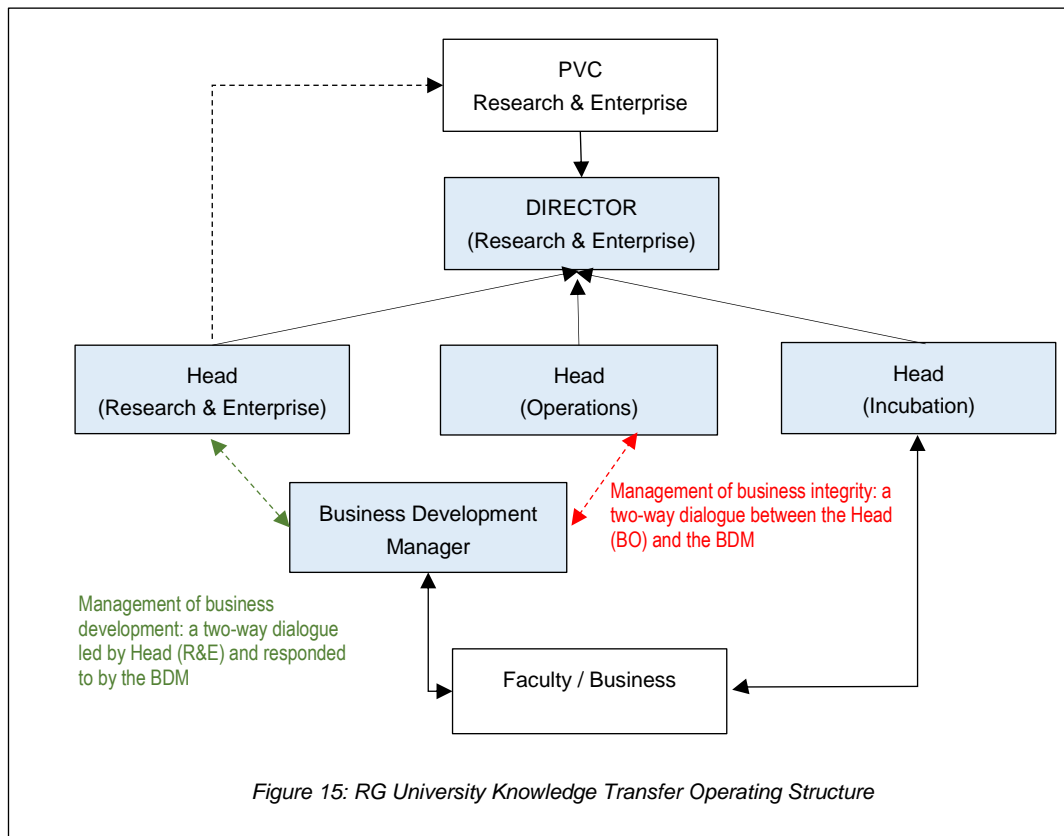 PVC
Research & Enterprise
DIRECTOR
(Research & Enterprise)
Head
(Research & Enterprise)
Head
(Operations)
Head
(Incubation)
Business Development
Manager
Management of business integrity: a
two-way dialogue between the Head
(BO) and the BDM
Management of business
development: a two-way dialogue
led by Head (R&E) and responded
to by the BDM
Faculty / Business
Figure 15: RG University Knowledge Transfer Operating Structure